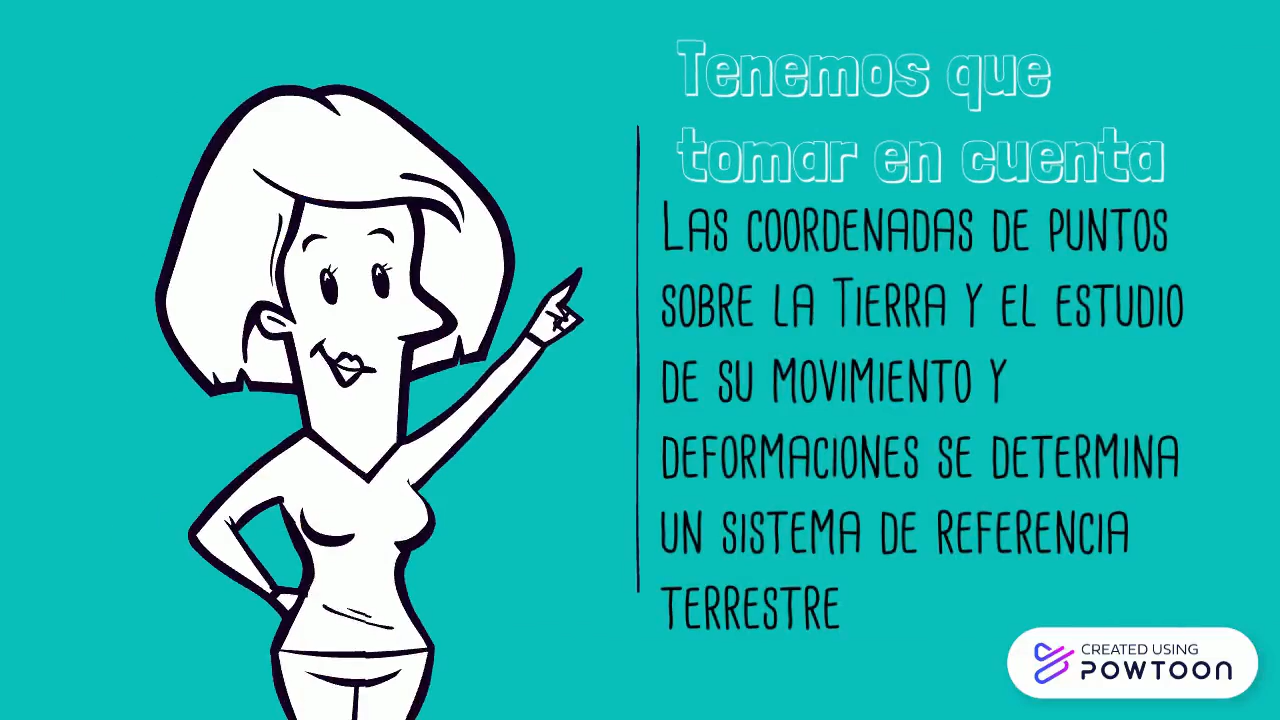 Tenemos que
tomar en cuenta
Las coordenadas de puntos
sobre la Tierra y el estudio
de su movimiento y
deformaciones se determina
un sistema de referencia
terrestre
CREATED USING
POWTOON